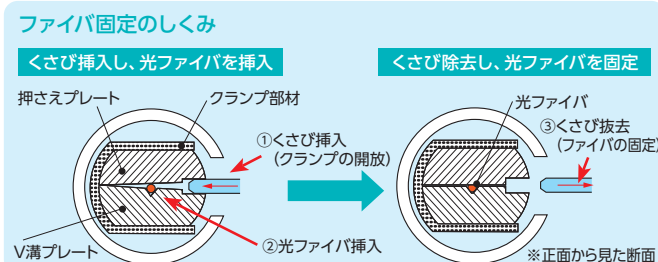 ファイバ固定のしくみ
くさび挿入し、光ファイバを挿入
押さえプレート
クランプ部材
①くさび挿入
(クランプの開放)
V溝プレート
②光ファイバ挿入
くさび除去し、光ファイバを固定
光ファイバ
③くさび抜去
(ファイバの固定)
※正面から見た断面